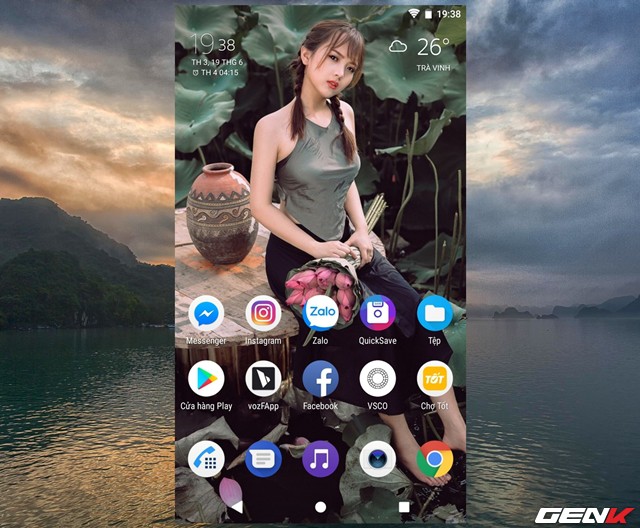 19:38
19 38
26°
TH 3, 19 THG 6
TH 4 04:15
TRÀ VINH
Zalo
Messenger
Instagram
Zalo
QuickSave
Tệp
TỐT
Cửa hàng Play
vozFApp
Facebook
VSCO
Chợ Tốt
GENK